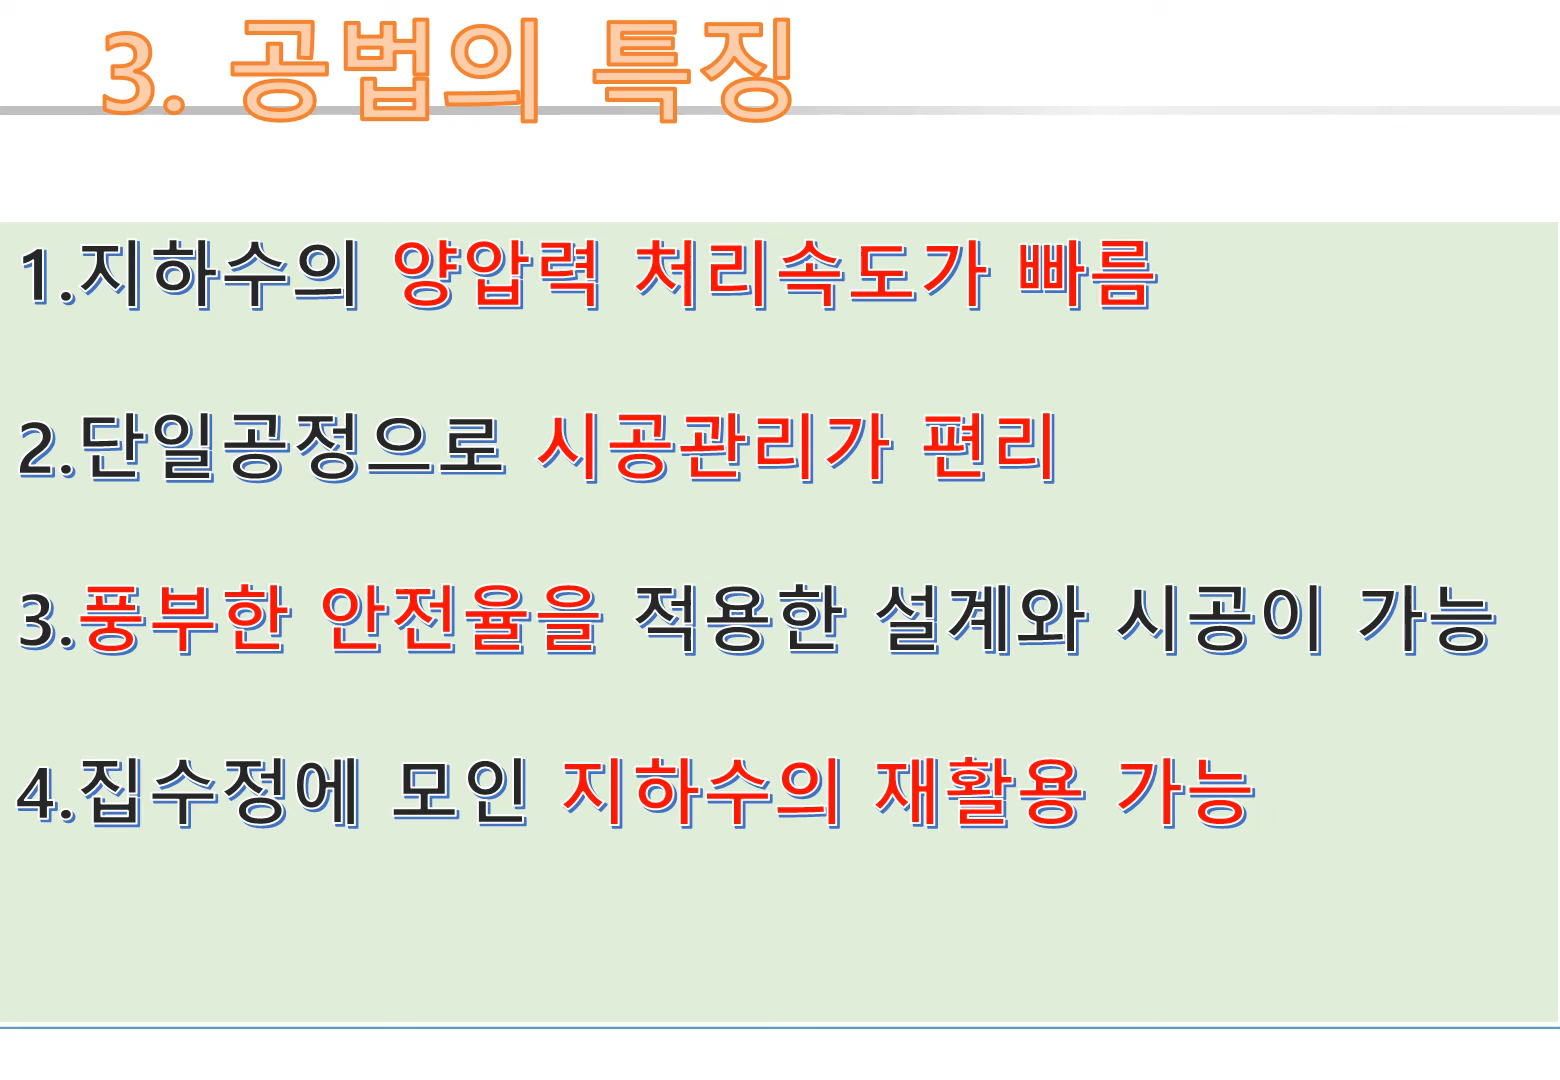 3. 공법의 특징
1.지하수의 양압력 처리속도가 빠름
2.단일공정으로 시공관리가 편리
3.풍부한 안전율을 적용한 설계와 시공이 가능
4.집수정에 모인 지하수의 재활용 가능